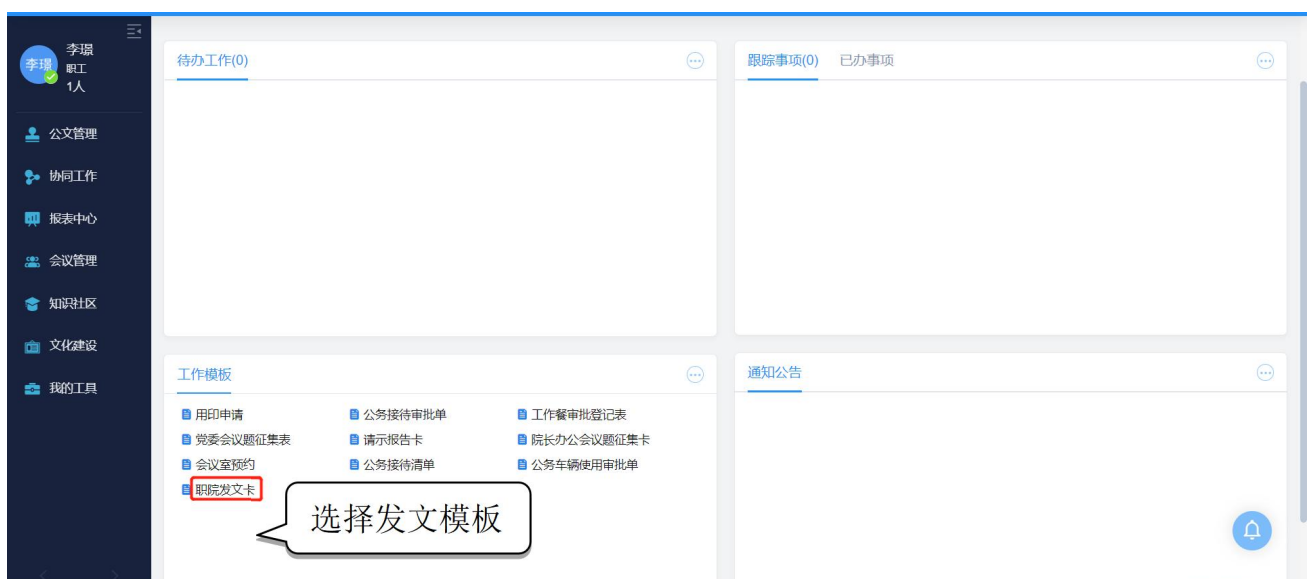 李璟
李璟
职工
1人
公文管理
协同工作
报表中心
会议管理
知识社区
文化建设
我的工具
待办工作(0)
跟踪事项(0) 已办事项
工作模板
用印申请 公务接待审批单 工作餐审批登记表
党委会议题征集表 请示报告卡 院长办公会议题征集卡
会议室预约 公务接待清单 公务车辆使用审批单
职院发文卡
选择发文模板
通知公告